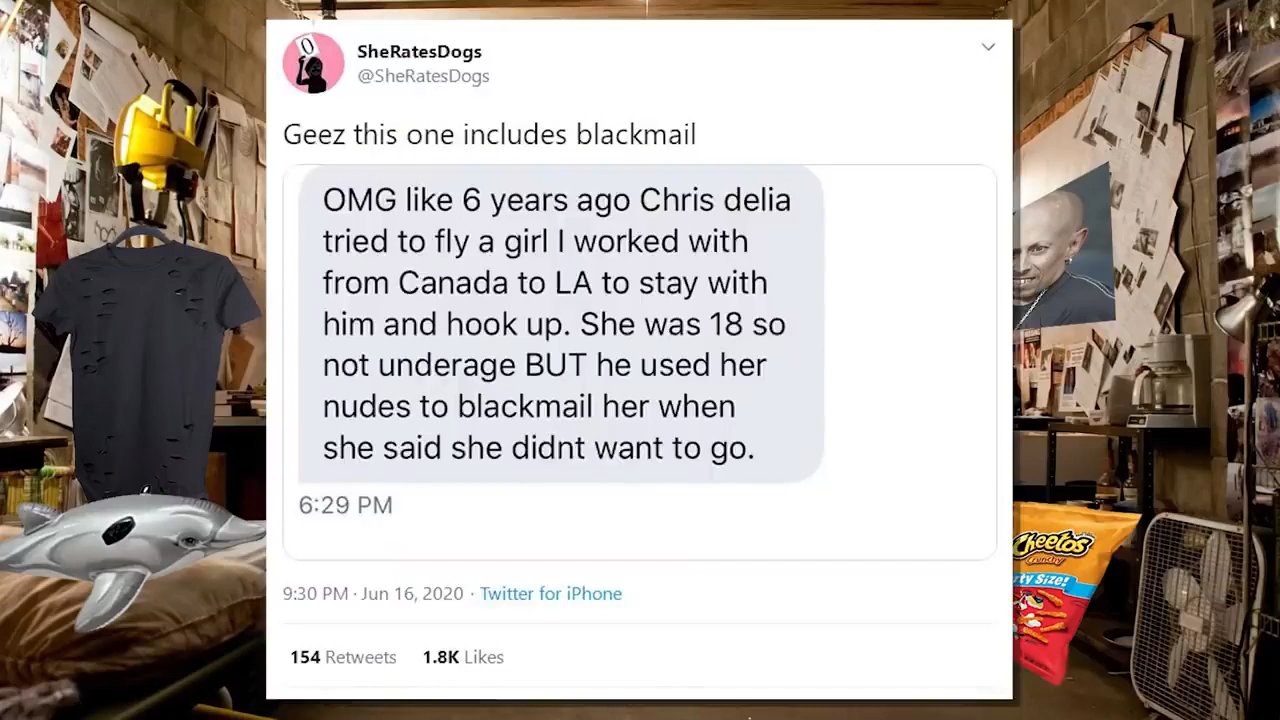 SheRatesDogs
@SheRatesDogs
Geez this one includes blackmail
OMG like 6 years ago Chris delia
tried to fly a girl I worked with
from Canada to LA to stay with
him and hook up. She was 18 so
not underage BUT he used her
nudes to blackmail her when
she said she didnt want to go.
6:29 PM
9:30 PM · Jun 16, 2020 · Twitter for iPhone
154 Retweets 1.8K Likes
Cheetos
Crunchy
rty Size!